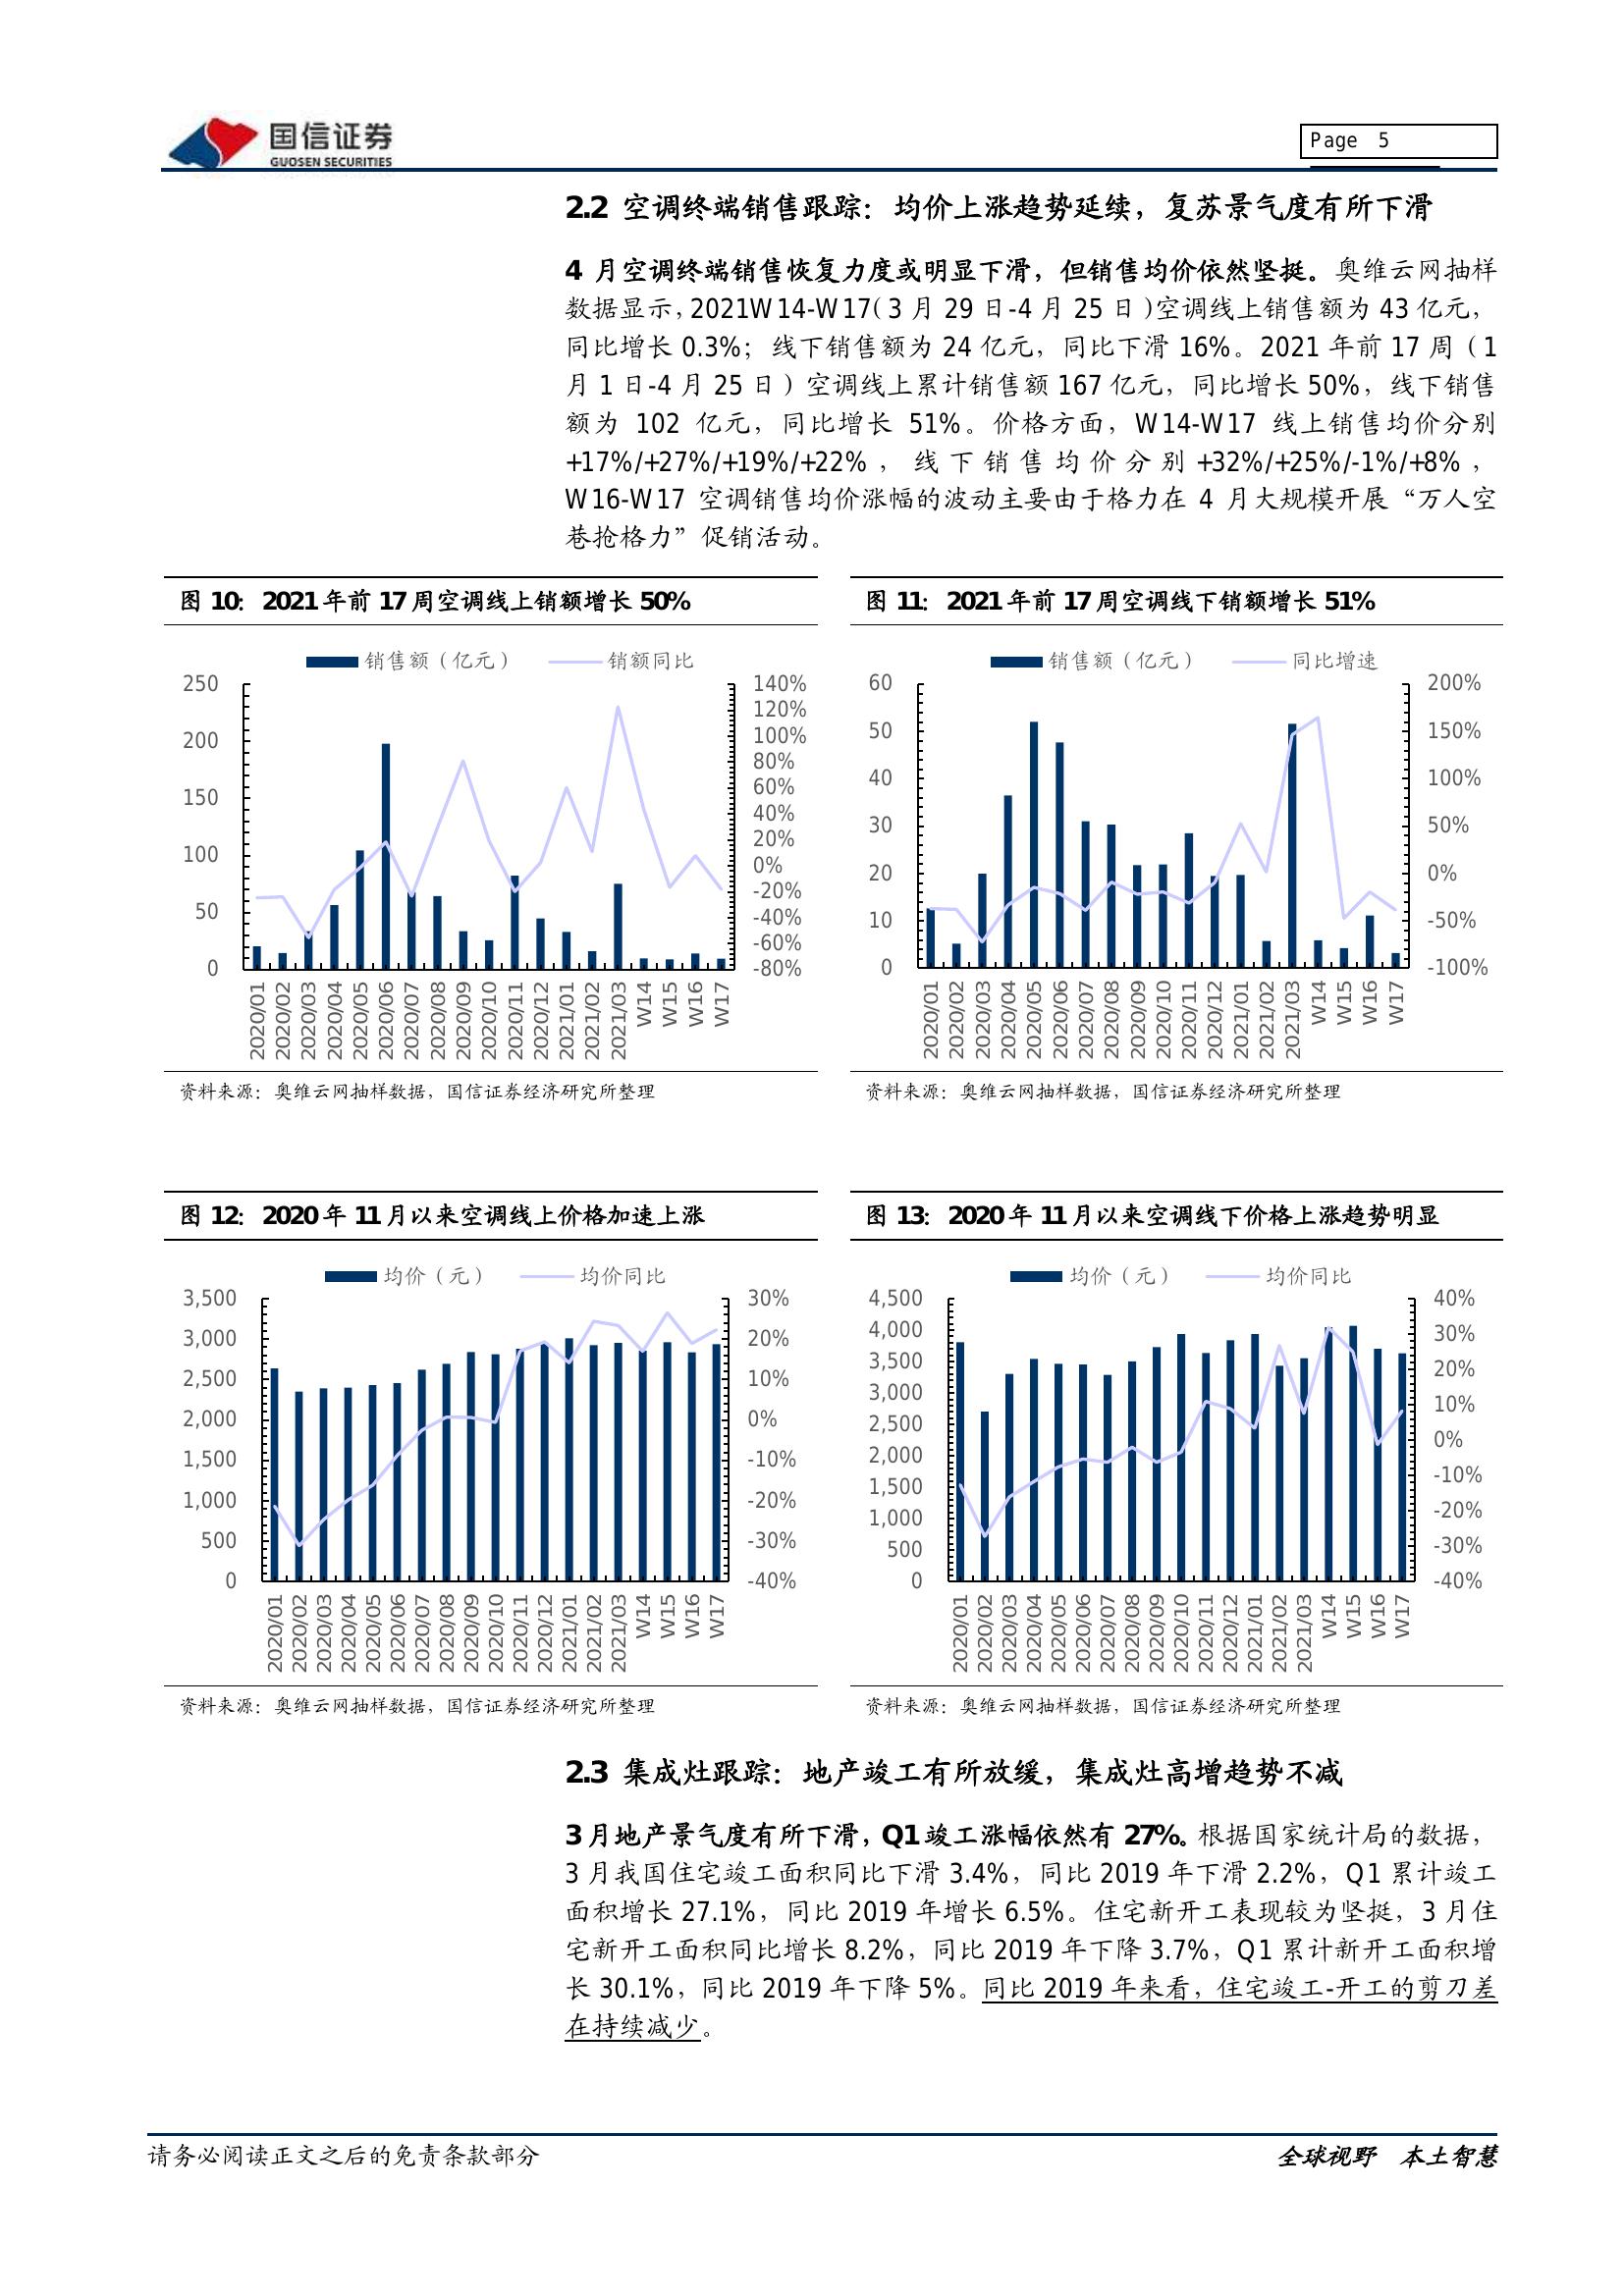 国信证券
GUOSEN SECURITIES
Page 5
2.2 空调终端销售跟踪：均价上涨趋势延续，复苏景气度有所下滑
4 月空调终端销售恢复力度或明显下滑，但销售均价依然坚挺。奥维云网抽样
数据显示，2021W14-W17（3 月 29 日-4 月 25 日）空调线上销售额为 43 亿元，
同比增长 0.3%；线下销售额为 24 亿元，同比下滑 16%。2021 年前 17 周（1
月 1 日-4 月 25 日）空调线上累计销售额 167 亿元，同比增长 50%，线下销售
额为 102 亿元，同比增长 51%。价格方面，W14-W17 线上销售均价分别
+17%/+27%/+19%/+22%，线下销售均价分别+32%/+25%/-1%/+8%，
W16-W17 空调销售均价涨幅的波动主要由于格力在 4 月大规模开展“万人空
巷抢格力”促销活动。
图 10：2021 年前 17 周空调线上销额增长 50%
销售额（亿元） 销额同比
250
200
150
100
50
0
140%
120%
100%
80%
60%
40%
20%
0%
-20%
-40%
-60%
-80%
2020/01
2020/02
2020/03
2020/04
2020/05
2020/06
2020/07
2020/08
2020/09
2020/10
2020/11
2020/12
2021/01
2021/02
2021/03
W14
W15
W16
W17
资料来源：奥维云网抽样数据，国信证券经济研究所整理
图 11：2021 年前 17 周空调线下销额增长 51%
销售额（亿元） 同比增速
60
50
40
30
20
10
0
200%
150%
100%
50%
0%
-50%
-100%
2020/01
2020/02
2020/03
2020/04
2020/05
2020/06
2020/07
2020/08
2020/09
2020/10
2020/11
2020/12
2021/01
2021/02
2021/03
W14
W15
W16
W17
资料来源：奥维云网抽样数据，国信证券经济研究所整理
图 12：2020 年 11 月以来空调线上价格加速上涨
均价（元） 均价同比
3,500
3,000
2,500
2,000
1,500
1,000
500
0
30%
20%
10%
0%
-10%
-20%
-30%
-40%
2020/01
2020/02
2020/03
2020/04
2020/05
2020/06
2020/07
2020/08
2020/09
2020/10
2020/11
2020/12
2021/01
2021/02
2021/03
W14
W15
W16
W17
资料来源：奥维云网抽样数据，国信证券经济研究所整理
图 13：2020 年 11 月以来空调线下价格上涨趋势明显
均价（元） 均价同比
4,500
4,000
3,500
3,000
2,500
2,000
1,500
1,000
500
0
40%
30%
20%
10%
0%
-10%
-20%
-30%
-40%
2020/01
2020/02
2020/03
2020/04
2020/05
2020/06
2020/07
2020/08
2020/09
2020/10
2020/11
2020/12
2021/01
2021/02
2021/03
W14
W15
W16
W17
资料来源：奥维云网抽样数据，国信证券经济研究所整理
2.3 集成灶跟踪：地产竣工有所放缓，集成灶高增趋势不减
3 月地产景气度有所下滑，Q1 竣工涨幅依然有 27%。根据国家统计局的数据，
3 月我国住宅竣工面积同比下滑 3.4%，同比 2019 年下滑 2.2%，Q1 累计竣工
面积增长 27.1%，同比 2019 年增长 6.5%。住宅新开工表现较为坚挺，3 月住
宅新开工面积同比增长 8.2%，同比 2019 年下降 3.7%，Q1 累计新开工面积增
长 30.1%，同比 2019 年下降 5%。同比 2019 年来看，住宅竣工-开工的剪刀差
在持续减少。
请务必阅读正文之后的免责条款部分
全球视野 本土智慧